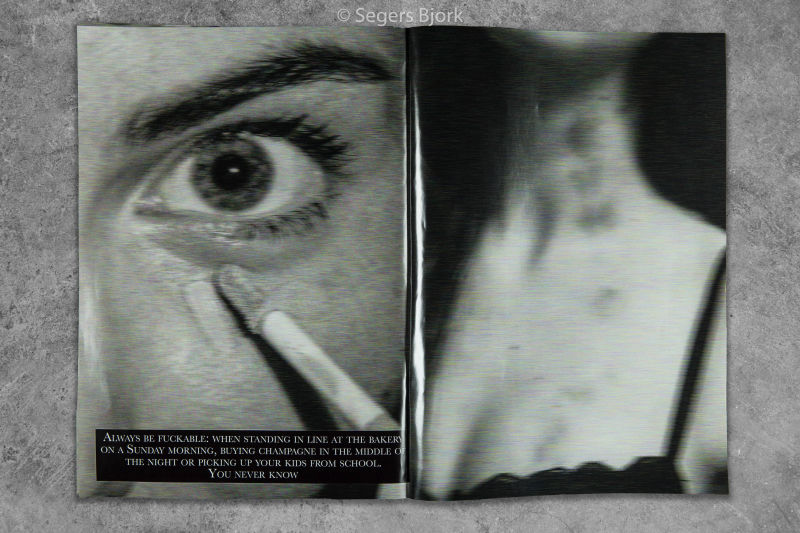 © Segers Bjork
Always be fuckable: when standing in line at the bakery
on a Sunday morning, buying champagne in the middle of
the night or picking up your kids from school.
You never know